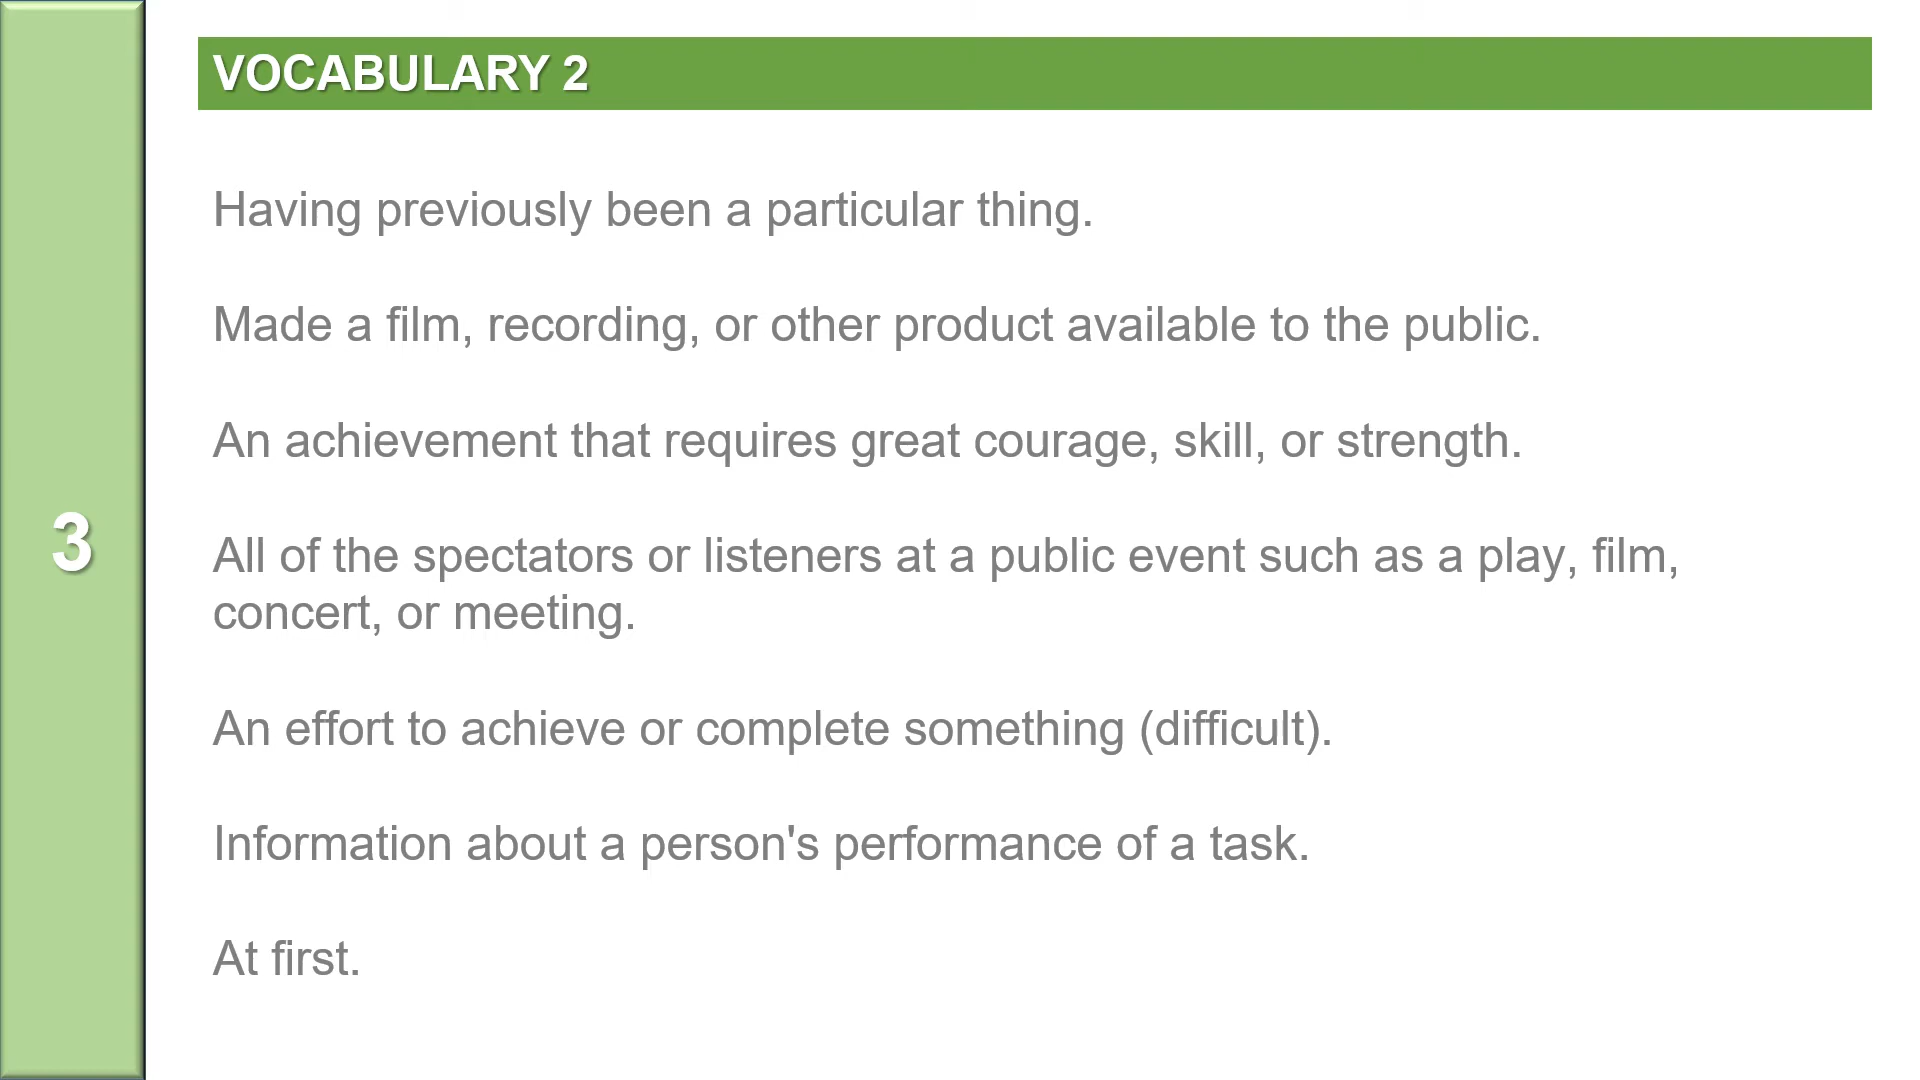 VOCABULARY 2
Having previously been a particular thing.
Made a film, recording, or other product available to the public.
An achievement that requires great courage, skill, or strength.
3
All of the spectators or listeners at a public event such as a play, film,
concert, or meeting.
An effort to achieve or complete something (difficult).
Information about a person's performance of a task.
At first.